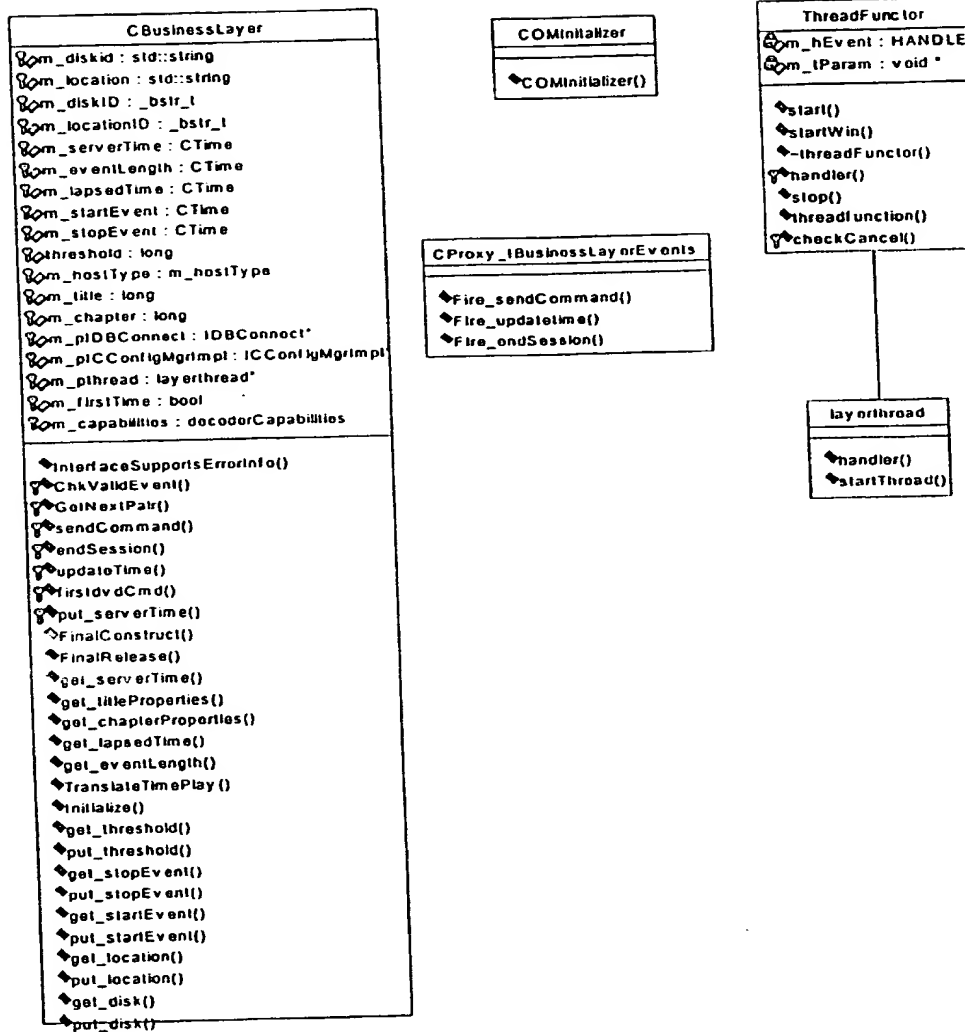 CBusinessLayer
m_diskid : std::string
m_location : std::string
m_diskID : _bstr_t
m_locationID : _bstr_t
m_serverTime : CTime
m_eventLength : CTime
m_lapsedTime : CTime
m_startEvent : CTime
m_stopEvent : CTime
threshold : long
m_hostType : m_hostType
m_title : long
m_chapter : long
m_pIDBConnect : IDBConnect*
m_pICConfigMgrImpl : ICConfigMgrImpl*
m_pthread : layerthread*
m_firstTime : bool
m_capabilities : decoderCapabilities
InterfaceSupportsErrorInfo()
ChkValidEvent()
GetNextPair()
sendCommand()
endSession()
updateTime()
firstdvdCmd()
put_serverTime()
FinalConstruct()
FinalRelease()
get_serverTime()
get_titleProperties()
get_chapterProperties()
get_lapsedTime()
get_eventLength()
TranslateTimePlay()
Initialize()
get_threshold()
put_threshold()
get_stopEvent()
put_stopEvent()
get_startEvent()
put_startEvent()
get_location()
put_location()
get_disk()
put_disk()
COMInitializer
COMInitializer()
CProxy_IBusinessLayerEvents
Fire_sendCommand()
Fire_updatetime()
Fire_endSession()
ThreadFunctor
m_hEvent : HANDLE
m_tParam : void *
start()
startWin()
~threadFunctor()
handler()
stop()
threadfunction()
checkCancel()
layerthread
handler()
startThread()